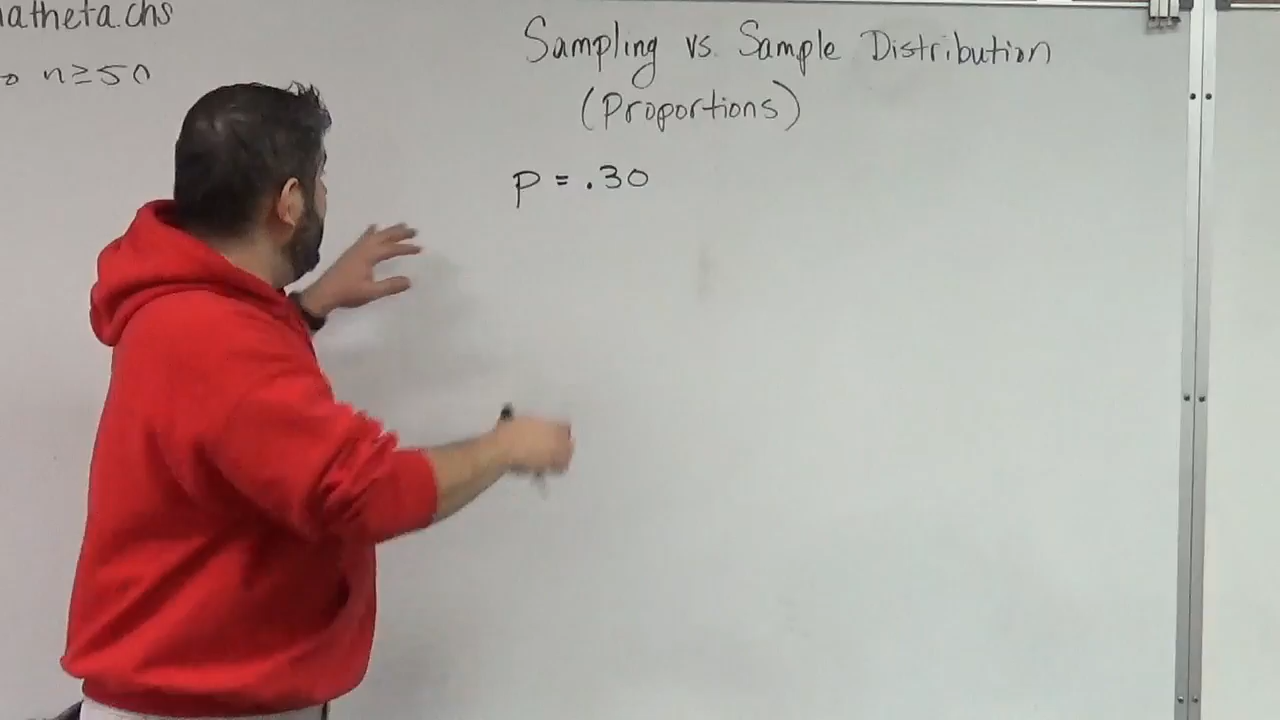 atheta.chs
n≥50
Sampling vs. Sample Distribution
(Proportions)
p = .30